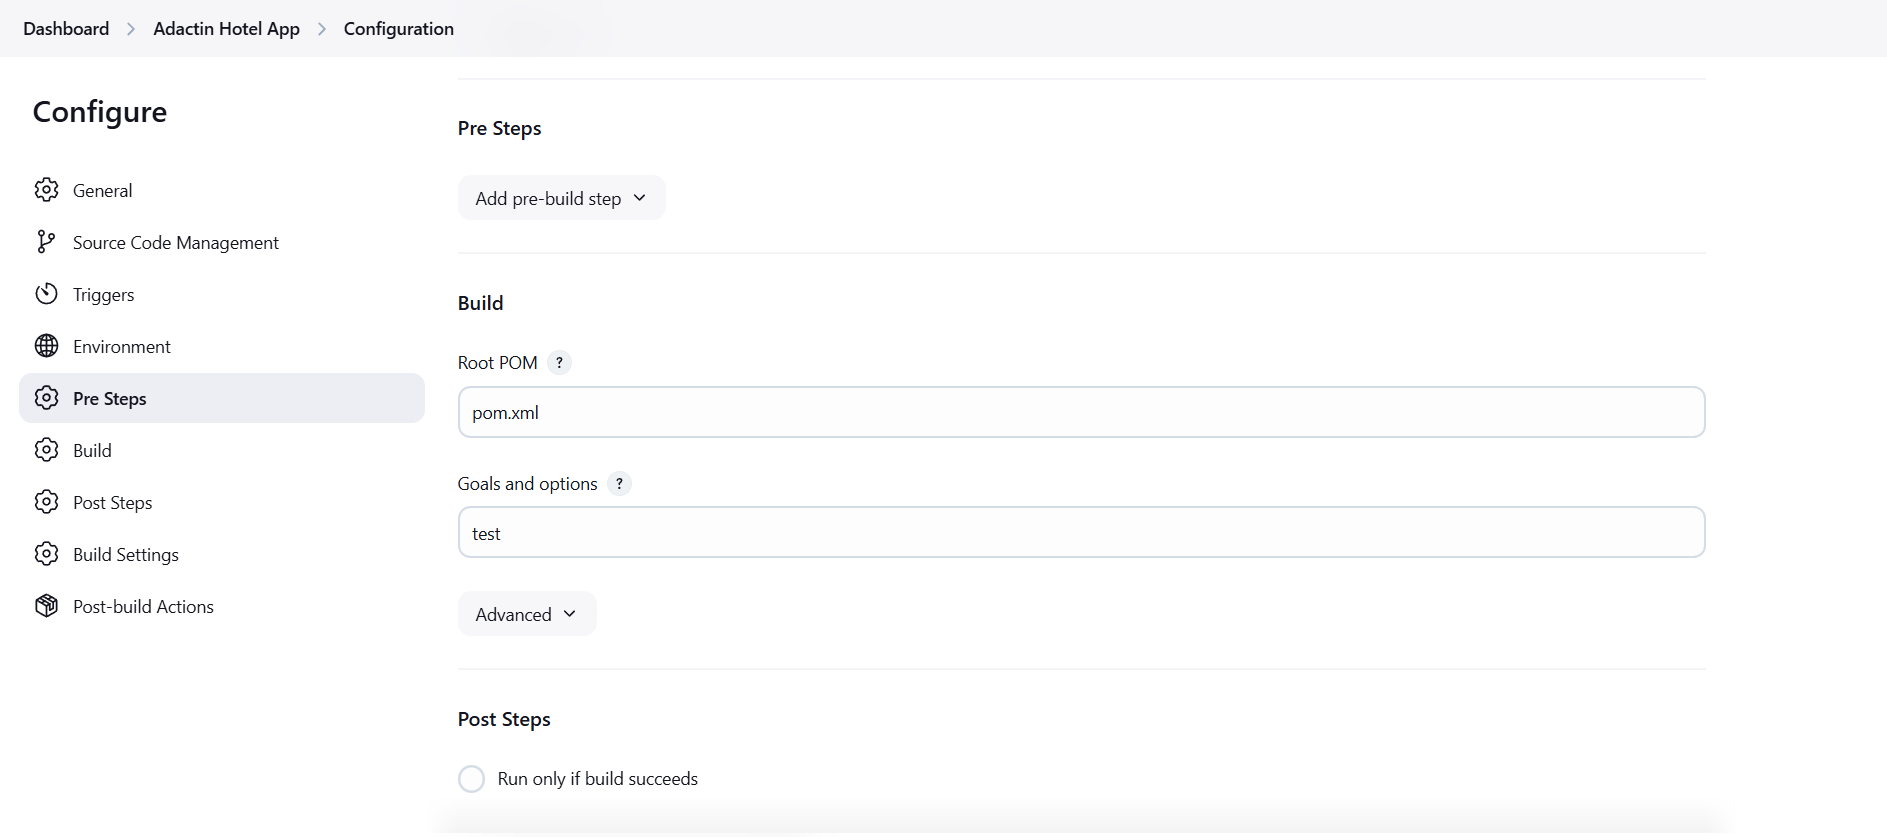 Dashboard > Adactin Hotel App > Configuration
Configure
General
Source Code Management
Triggers
Environment
Pre Steps
Build
Post Steps
Build Settings
Post-build Actions
Pre Steps
Add pre-build step
Build
Root POM ?
pom.xml
Goals and options ?
test
Advanced
Post Steps
Run only if build succeeds